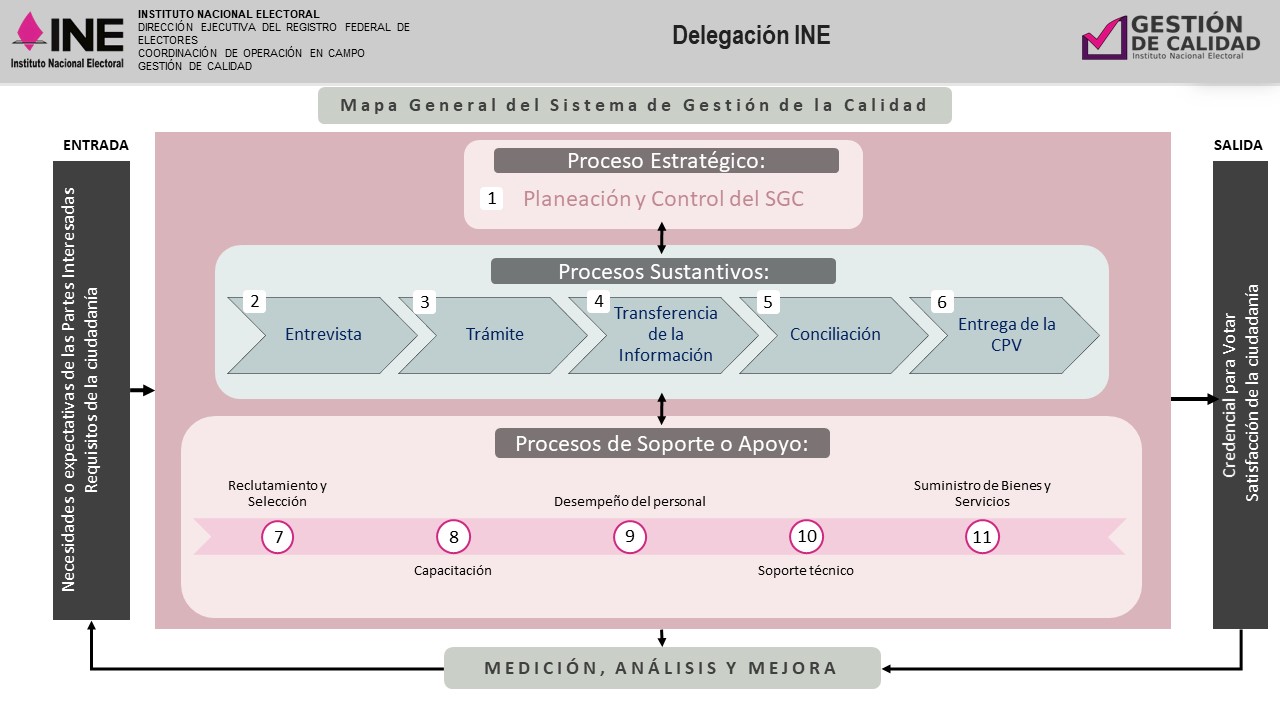 INE
Instituto Nacional Electoral
INSTITUTO NACIONAL ELECTORAL
DIRECCIÓN EJECUTIVA DEL REGISTRO FEDERAL DE
ELECTORES
COORDINACIÓN DE OPERACIÓN EN CAMPO
GESTIÓN DE CALIDAD
Delegación INE
GESTIÓN
DE CALIDAD
Instituto Nacional Electoral
Mapa General del Sistema de Gestión de la Calidad
ENTRADA
Necesidades o expectativas de las Partes Interesadas
Requisitos de la ciudadanía
Proceso Estratégico:
1 Planeación y Control del SGC
Procesos Sustantivos:
2
Entrevista
3
Trámite
4
Transferencia
de la
Información
5
Conciliación
6
Entrega de la
CPV
Procesos de Soporte o Apoyo:
Reclutamiento y
Selección
7
8
Capacitación
Desempeño del personal
9
10
Soporte técnico
Suministro de Bienes y
Servicios
11
SALIDA
Credencial para Votar
Satisfacción de la ciudadanía
MEDICIÓN, ANÁLISIS Y MEJORA